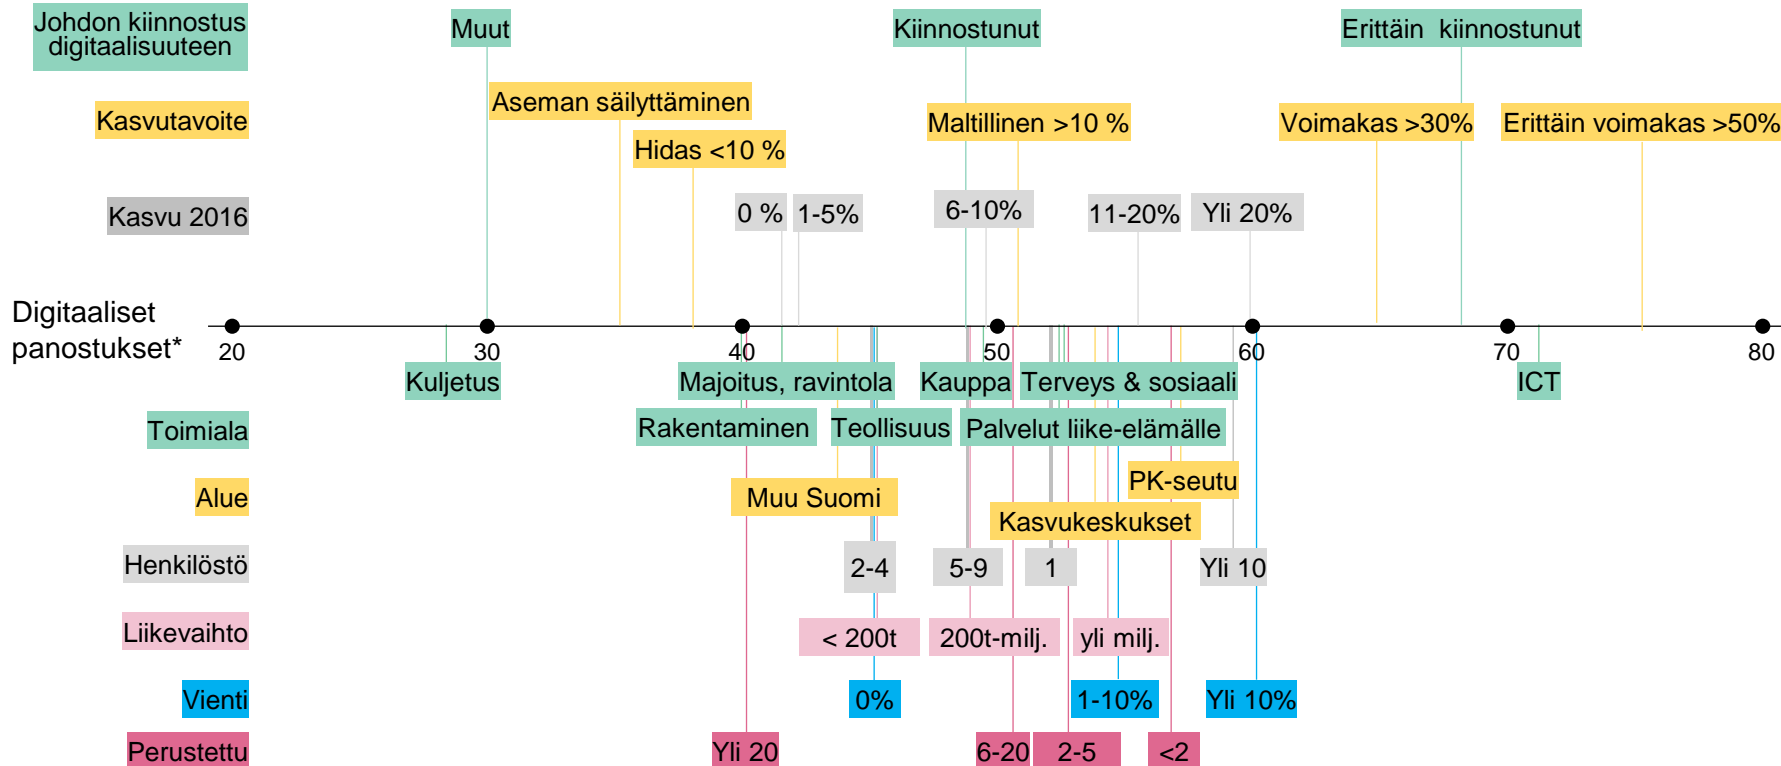 Johdon kiinnostus
digitaalisuuteen
Muut
Kiinnostunut
Erittäin kiinnostunut
Kasvutavoite
Aseman säilyttäminen
Hidas <10 %
Maltillinen >10 %
Voimakas >30%
Erittäin voimakas >50%
Kasvu 2016
0 %
1-5%
6-10%
11-20%
Yli 20%
Digitaaliset
panostukset*
20
30
40
50
60
70
80
Toimiala
Kuljetus
Majoitus, ravintola
Kauppa
Terveys & sosiaali
ICT
Rakentaminen
Teollisuus
Palvelut liike-elämälle
Alue
Muu Suomi
Kasvukeskukset
PK-seutu
Henkilöstö
2-4
5-9
1
Yli 10
Liikevaihto
< 200t
200t-milj.
yli milj.
Vienti
0%
1-10%
Yli 10%
Perustettu
Yli 20
6-20
2-5
<2